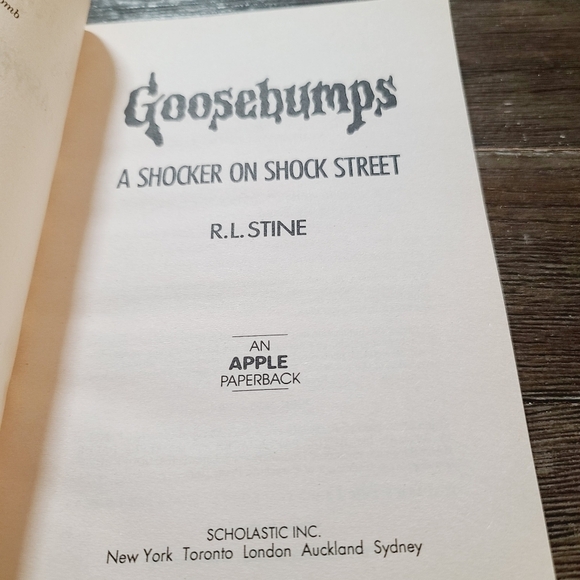 Goosebumps
A SHOCKER ON SHOCK STREET
R.L. STINE
AN
APPLE
PAPERBACK
SCHOLASTIC INC.
New York Toronto London Auckland Sydney